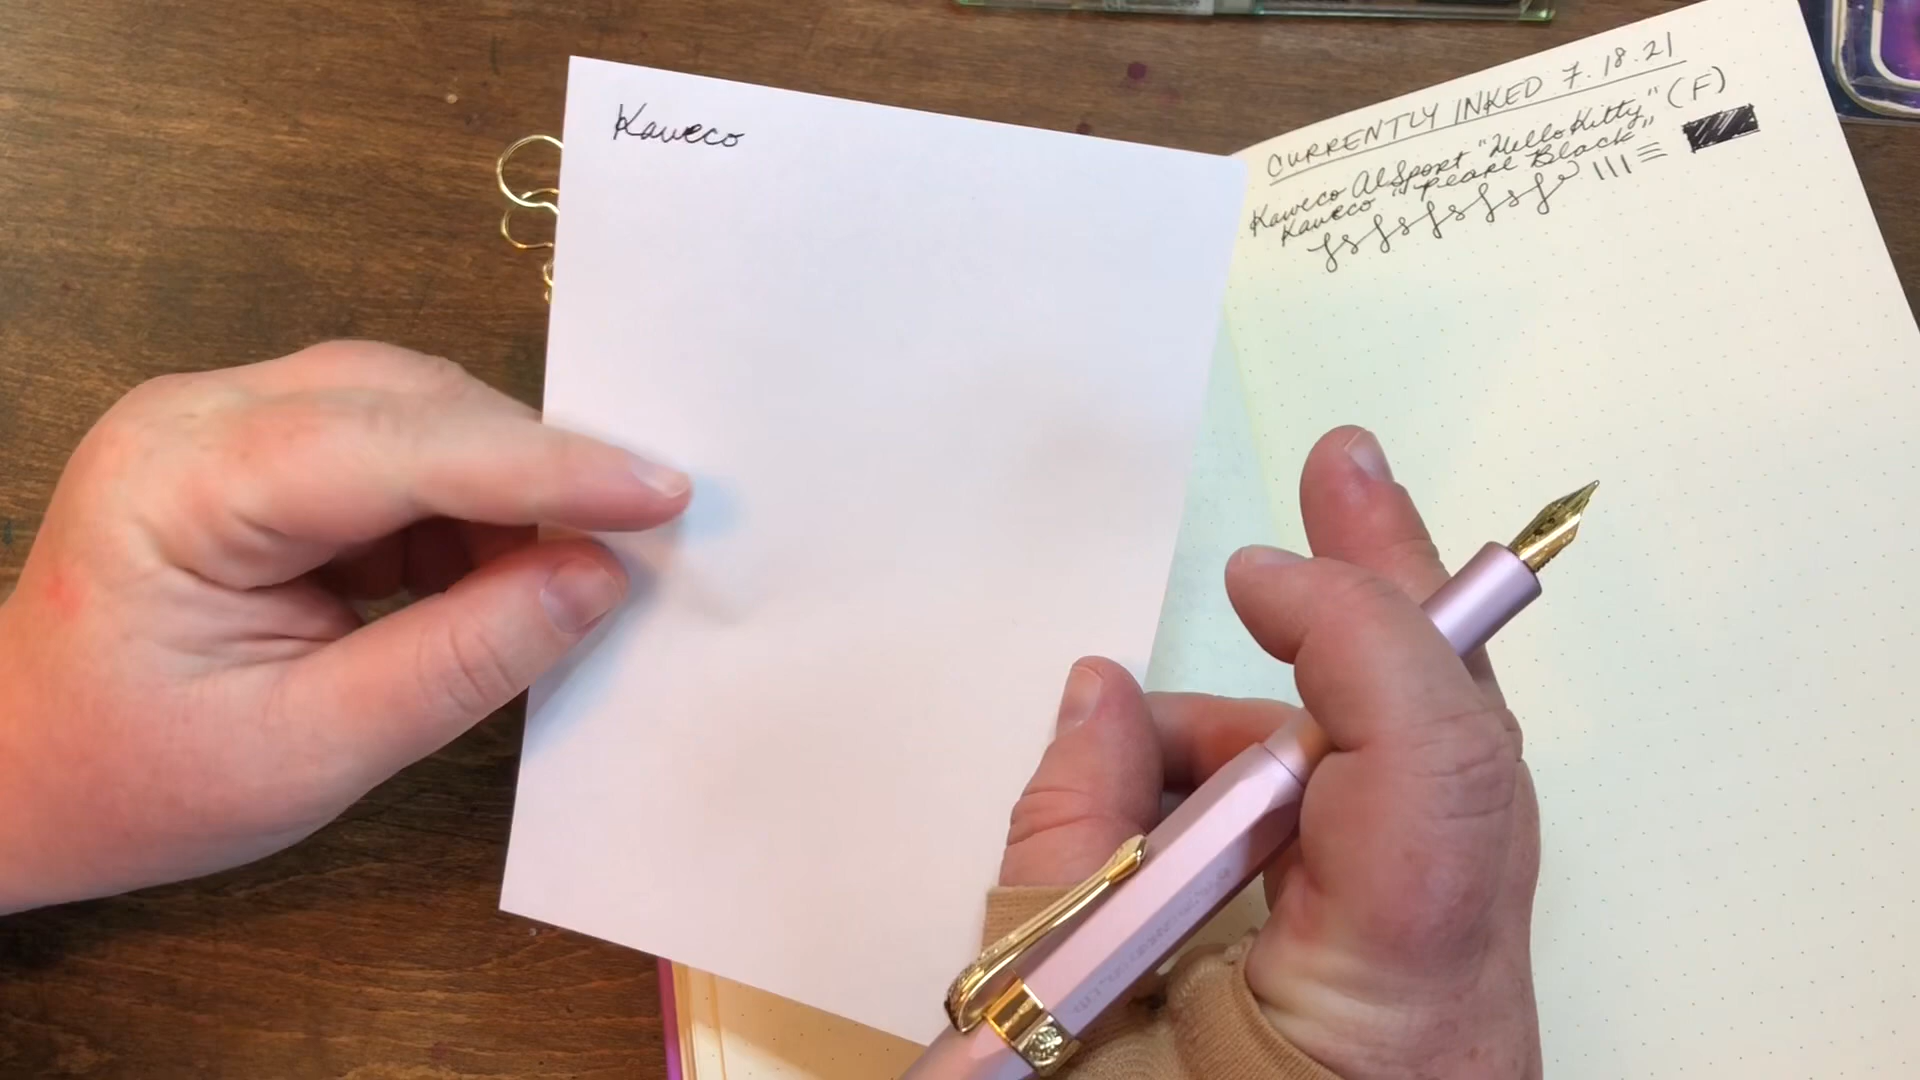 Kaweco
CURRENTLY INKED 7.18.21
Kaweco Al Sport "Hello Kitty" (F)
Kaweco "Pearl Black"